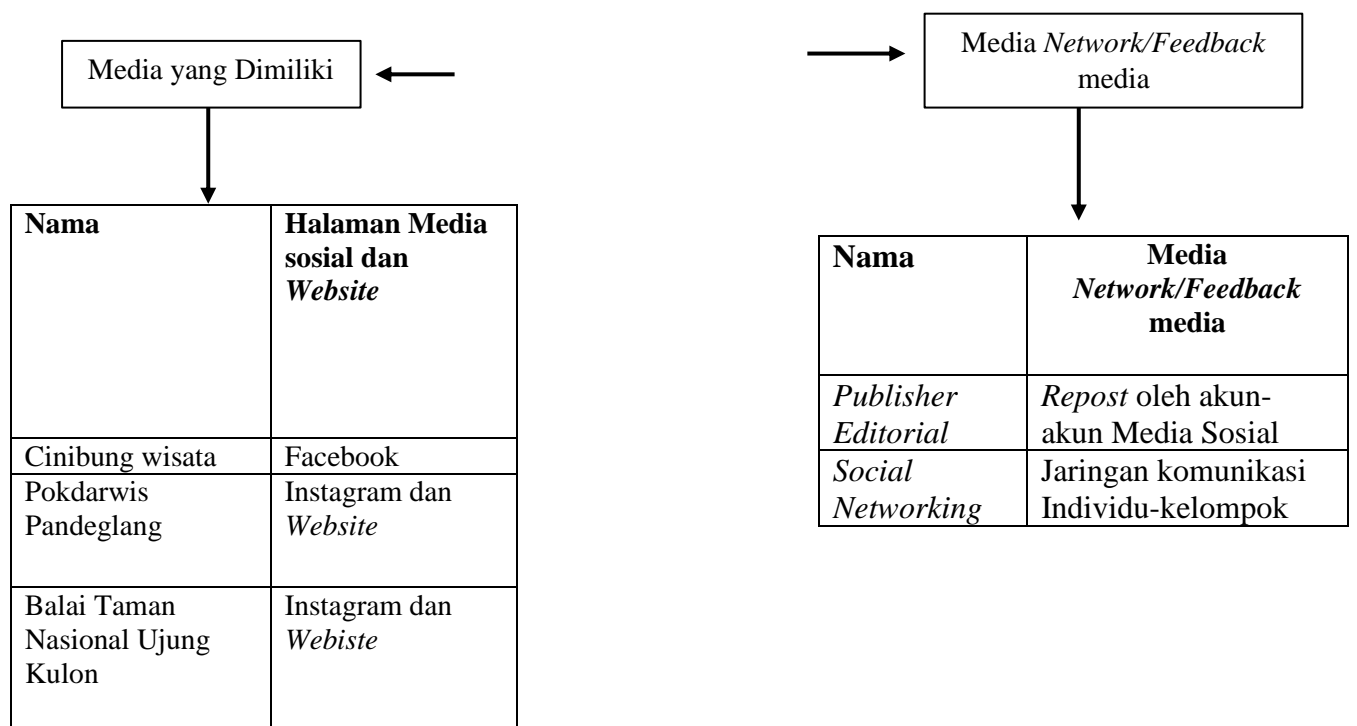 Media yang Dimiliki
Nama
Halaman Media
sosial dan
Website
Cinibung wisata
Facebook
Pokdarwis
Pandeglang
Instagram dan
Website
Balai Taman
Nasional Ujung
Kulon
Instagram dan
Webiste
Media Network/Feedback
media
Nama
Media
Network/Feedback
media
Publisher
Editorial
Repost oleh akun-
akun Media Sosial
Social
Networking
Jaringan komunikasi
Individu-kelompok